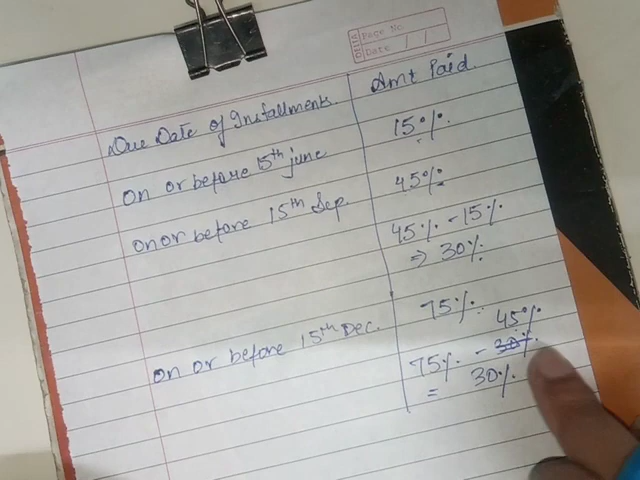 DELTA Page No.
Date / /
Due Date of Installments. Amt Paid.
On or before 15th june 15%.
On or before 15th Sep. 45%
45% - 15%
⇒ 30%
75%.
45%
On or before 15th Dec. 75% - 30%
= 30%